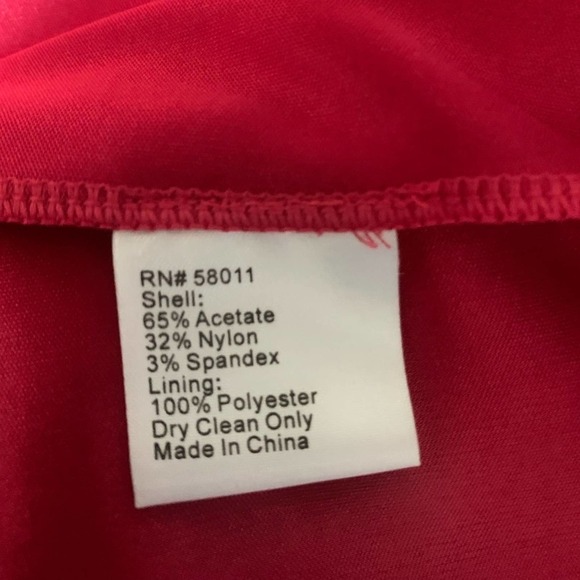 RN# 58011
Shell:
65% Acetate
32% Nylon
3% Spandex
Lining:
100% Polyester
Dry Clean Only
Made In China